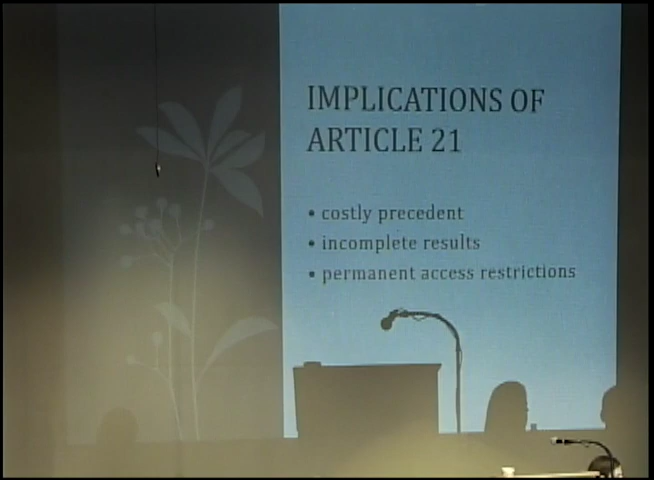 IMPLICATIONS OF
ARTICLE 21
• costly precedent
• incomplete results
• permanent access restrictions